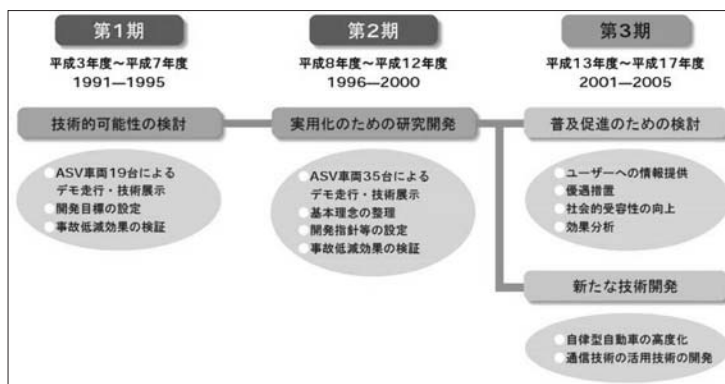 第1期
平成3年度～平成7年度
1991—1995
技術的可能性の検討
ASV車両19台による
デモ走行・技術展示
開発目標の設定
事故低減効果の検証
第2期
平成8年度～平成12年度
1996—2000
実用化のための研究開発
ASV車両35台による
デモ走行・技術展示
基本理念の整理
開発指針等の設定
事故低減効果の検証
第3期
平成13年度～平成17年度
2001—2005
普及促進のための検討
ユーザーへの情報提供
優遇措置
社会的受容性の向上
効果分析
新たな技術開発
自律型自動車の高度化
通信技術の活用技術の開発